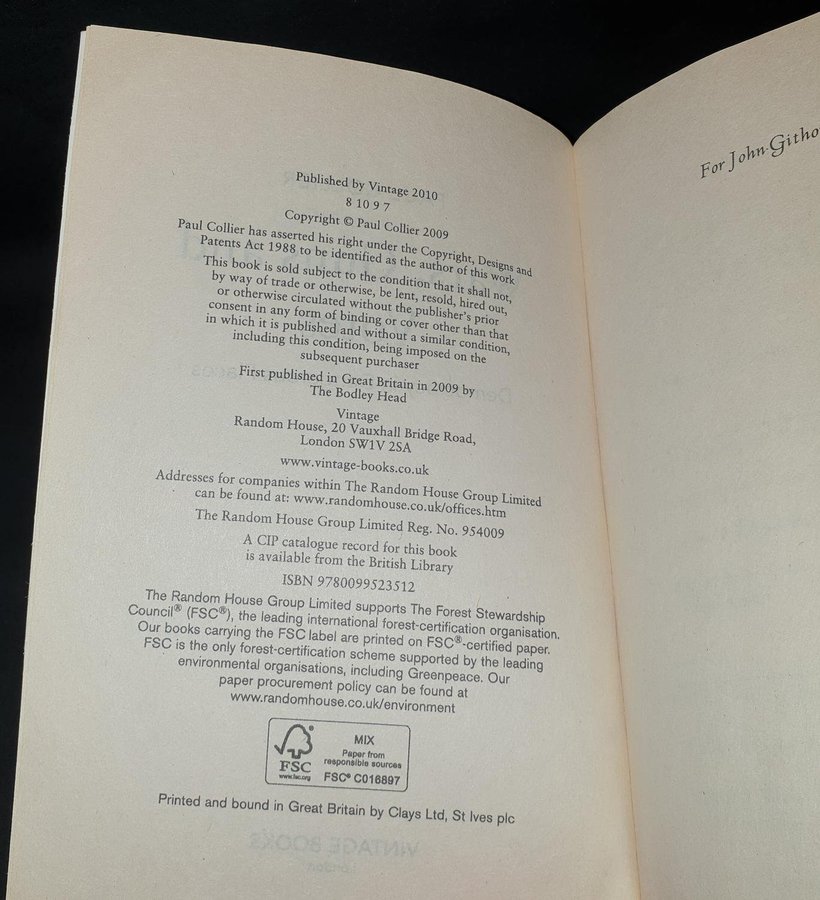 Published by Vintage 2010
8 10 9 7
Copyright © Paul Collier 2009
Paul Collier has asserted his right under the Copyright, Designs and
Patents Act 1988 to be identified as the author of this work
This book is sold subject to the condition that it shall not,
by way of trade or otherwise, be lent, resold, hired out,
or otherwise circulated without the publisher's prior
consent in any form of binding or cover other than that
in which it is published and without a similar condition,
including this condition, being imposed on the
subsequent purchaser
First published in Great Britain in 2009 by
The Bodley Head
Vintage
Random House, 20 Vauxhall Bridge Road,
London SW1V 2SA
www.vintage-books.co.uk
Addresses for companies within The Random House Group Limited
can be found at: www.randomhouse.co.uk/offices.htm
The Random House Group Limited Reg. No. 954009
A CIP catalogue record for this book
is available from the British Library
ISBN 9780099523512
The Random House Group Limited supports The Forest Stewardship
Council® (FSC®), the leading international forest-certification organisation.
Our books carrying the FSC label are printed on FSC®-certified paper.
FSC is the only forest-certification scheme supported by the leading
environmental organisations, including Greenpeace. Our
paper procurement policy can be found at
www.randomhouse.co.uk/environment
FSC
www.fsc.org
MIX
Paper from
responsible sources
FSC® C016897
Printed and bound in Great Britain by Clays Ltd, St Ives plc
For John Githo